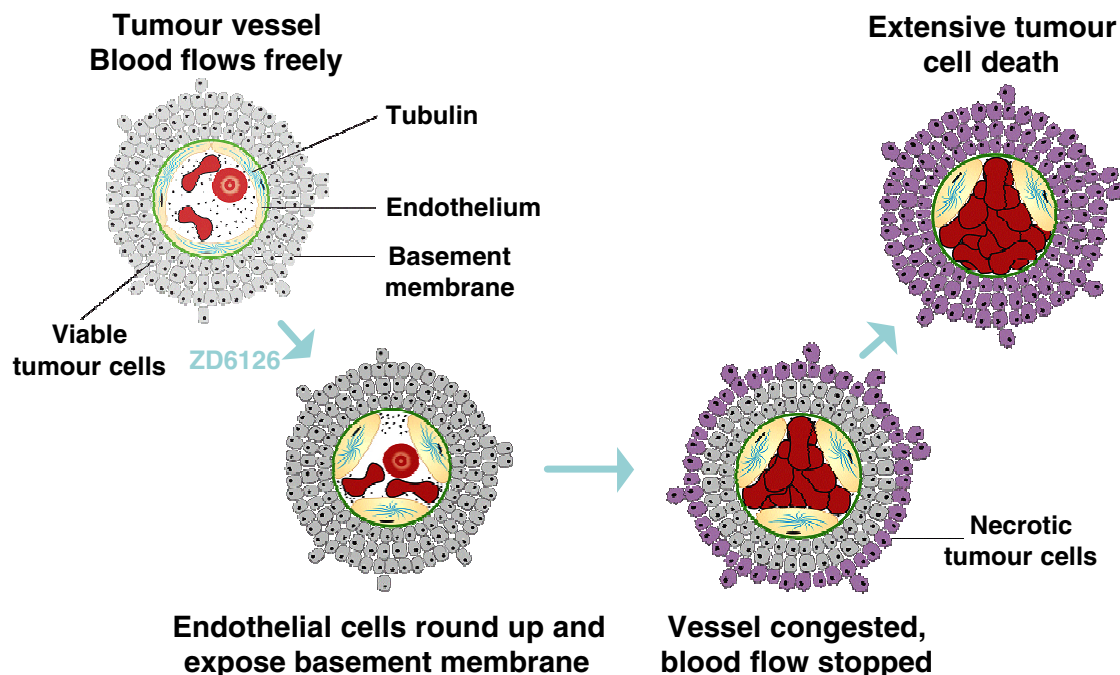 Tumour vessel
Blood flows freely
Tubulin
Endothelium
Basement
membrane
Viable
tumour cells
ZD6126
Endothelial cells round up and
expose basement membrane
Vessel congested,
blood flow stopped
Necrotic
tumour cells
Extensive tumour
cell death